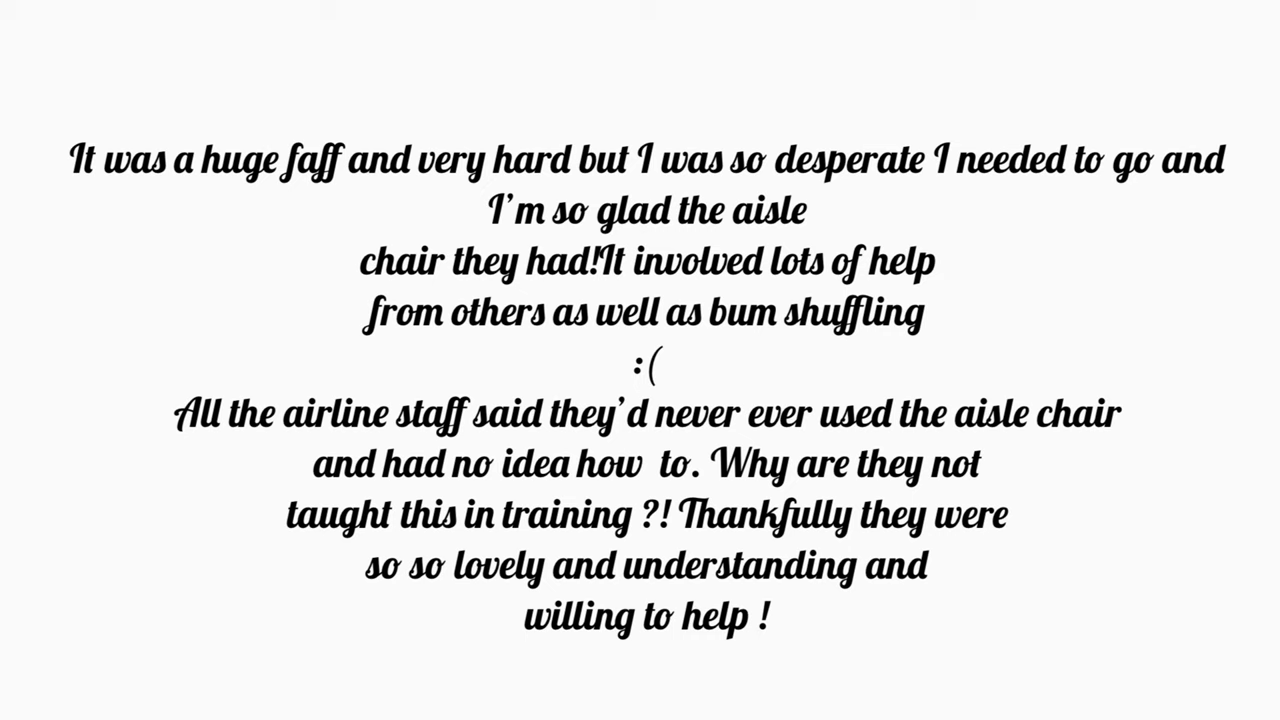 It was a huge faff and very hard but I was so desperate I needed to go and
I'm so glad the aisle
chair they had!It involved lots of help
from others as well as bum shuffling
:(
All the airline staff said they'd never ever used the aisle chair
and had no idea how  to. Why are they not
taught this in training ?! Thankfully they were
so so lovely and understanding and
willing to help !